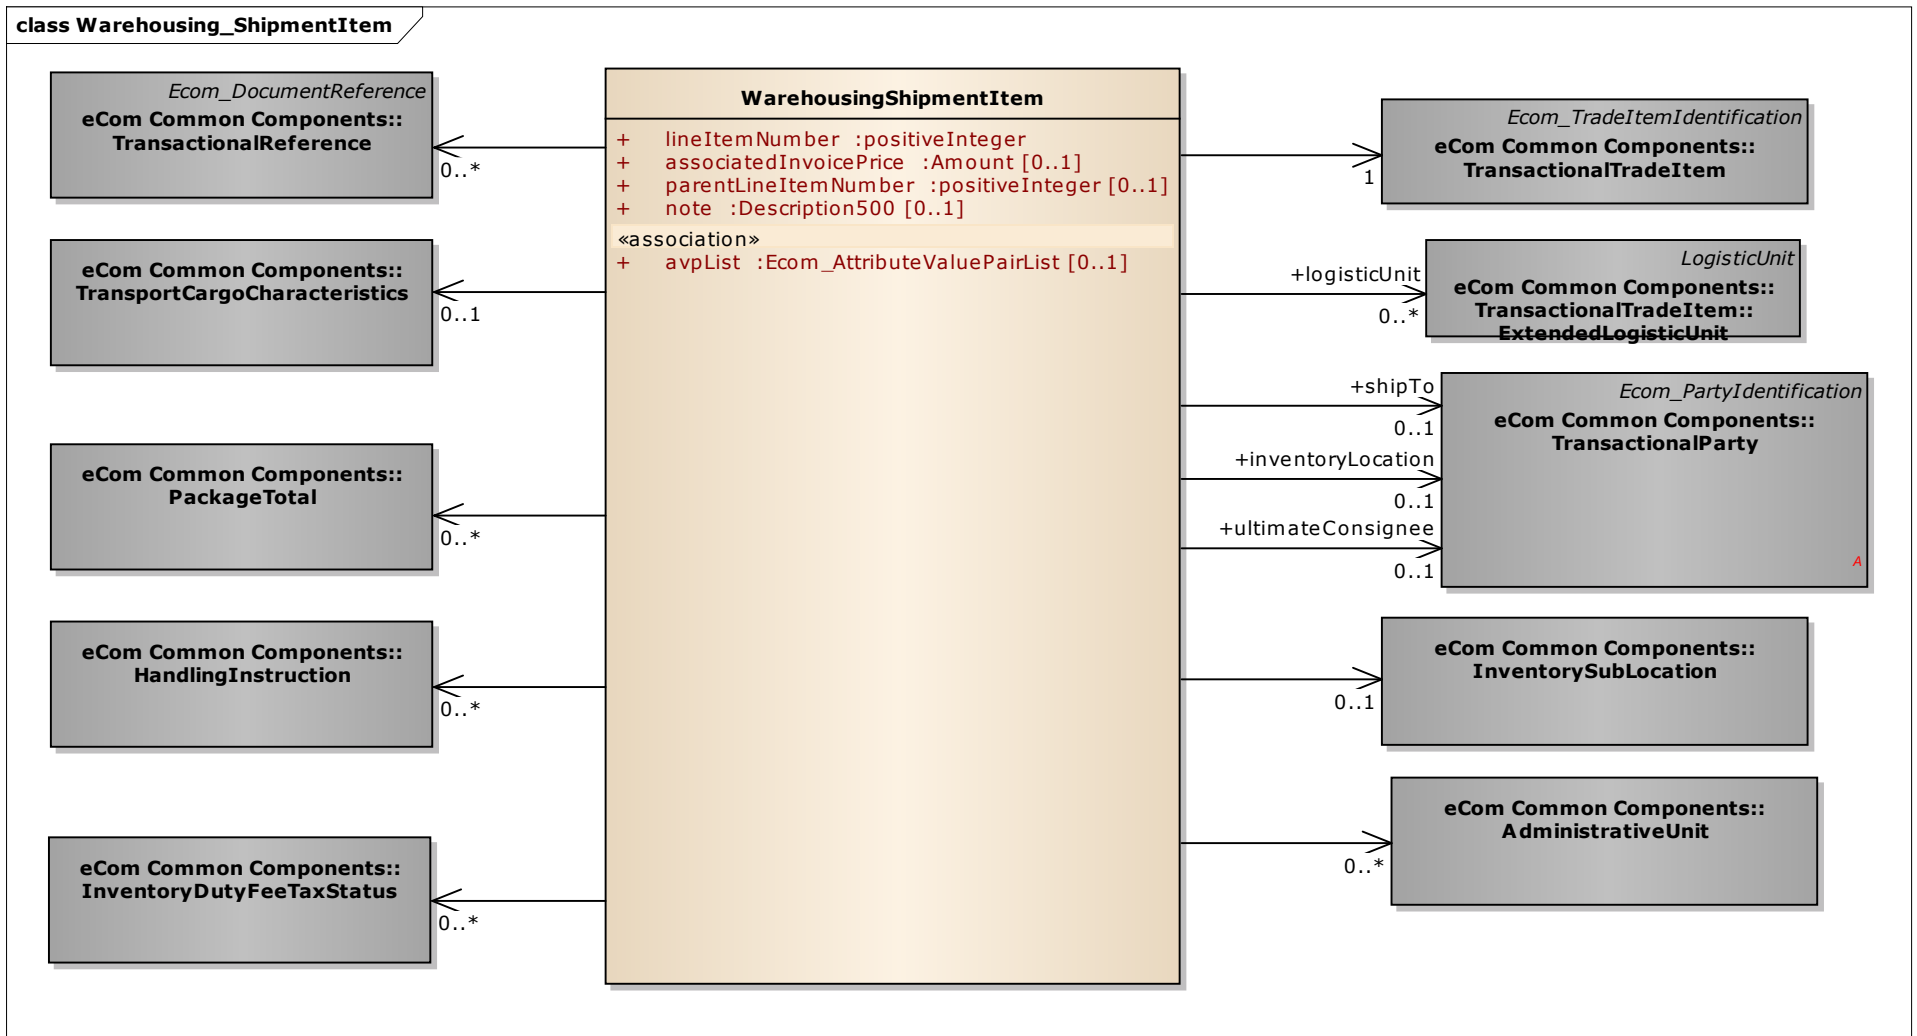 class Warehousing_ShipmentItem
Ecom_DocumentReference
eCom Common Components::
TransactionalReference
0..*
eCom Common Components::
TransportCargoCharacteristics
0..1
eCom Common Components::
PackageTotal
0..*
eCom Common Components::
HandlingInstruction
0..*
eCom Common Components::
InventoryDutyFeeTaxStatus
0..*
WarehousingShipmentItem
+ lineItemNumber :positiveInteger
+ associatedInvoicePrice :Amount [0..1]
+ parentLineItemNumber :positiveInteger [0..1]
+ note :Description500 [0..1]
«association»
+ avpList :Ecom_AttributeValuePairList [0..1]
Ecom_TradeItemIdentification
eCom Common Components::
TransactionalTradeItem
1
LogisticUnit
eCom Common Components::
TransactionalTradeItem::
ExtendedLogisticUnit
+logisticUnit
0..*
Ecom_PartyIdentification
eCom Common Components::
TransactionalParty
A
+shipTo
0..1
+inventoryLocation
0..1
+ultimateConsignee
0..1
eCom Common Components::
InventorySubLocation
0..1
eCom Common Components::
AdministrativeUnit
0..*